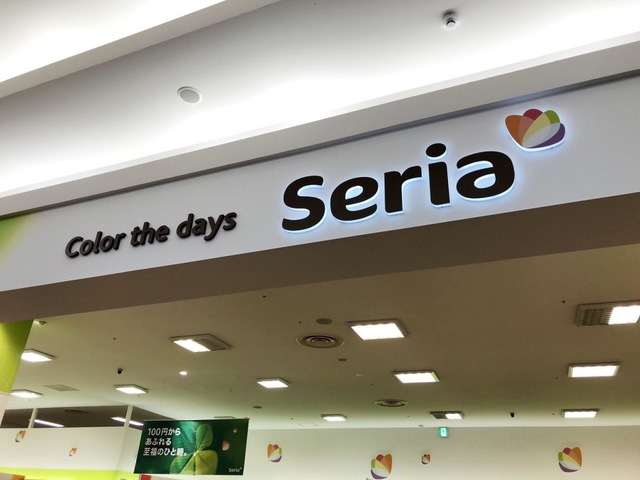 Color the days
Seria
100円から
あふれる
至福のひと時。
Seria